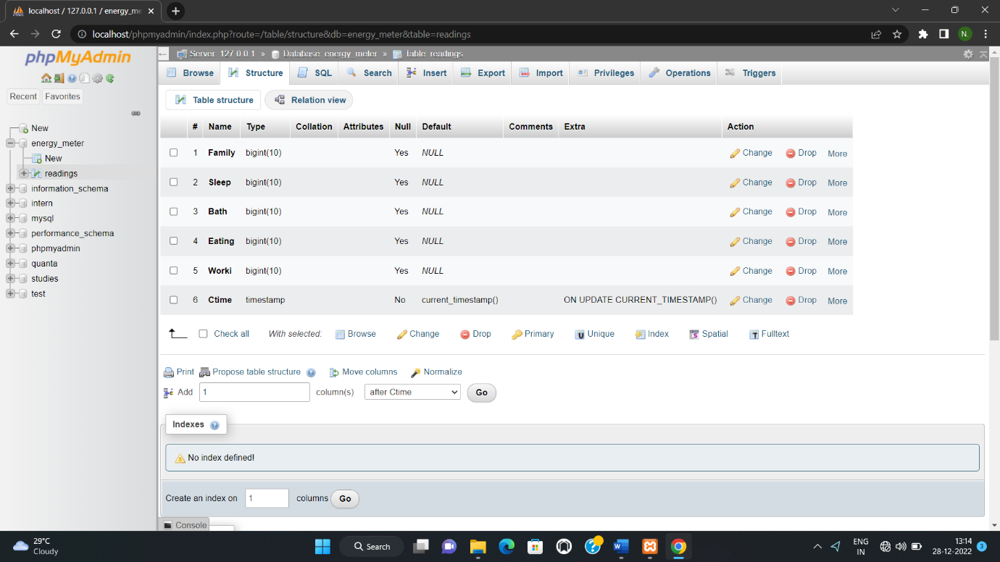 localhost / 127.0.0.1 / energy_me
localhost/phpmyadmin/index.php?route=/table/structure&db=energy_meter&table=readings
N.
phpMyAdmin
Recent Favorites
New
energy_meter
New
readings
information_schema
intern
mysql
performance_schema
phpmyadmin
quanta
studies
test
Server 127.0.0.1 » Database energy_meter » Table readings
Browse Structure SQL Search Insert Export Import Privileges Operations Triggers
Table structure Relation view
# Name Type Collation Attributes Null Default Comments Extra Action
1 Family bigint(10) Yes NULL Change Drop More
2 Sleep bigint(10) Yes NULL Change Drop More
3 Bath bigint(10) Yes NULL Change Drop More
4 Eating bigint(10) Yes NULL Change Drop More
5 Worki bigint(10) Yes NULL Change Drop More
6 Ctime timestamp No current_timestamp() ON UPDATE CURRENT_TIMESTAMP() Change Drop More
Check all With selected: Browse Change Drop Primary Unique Index Spatial Fulltext
Print Propose table structure Move columns Normalize
Add 1 column(s) after Ctime Go
Indexes
No index defined!
Create an index on 1 columns Go
Console
29°C
Cloudy
Search
ENG
IN
13:14
28-12-2022
3